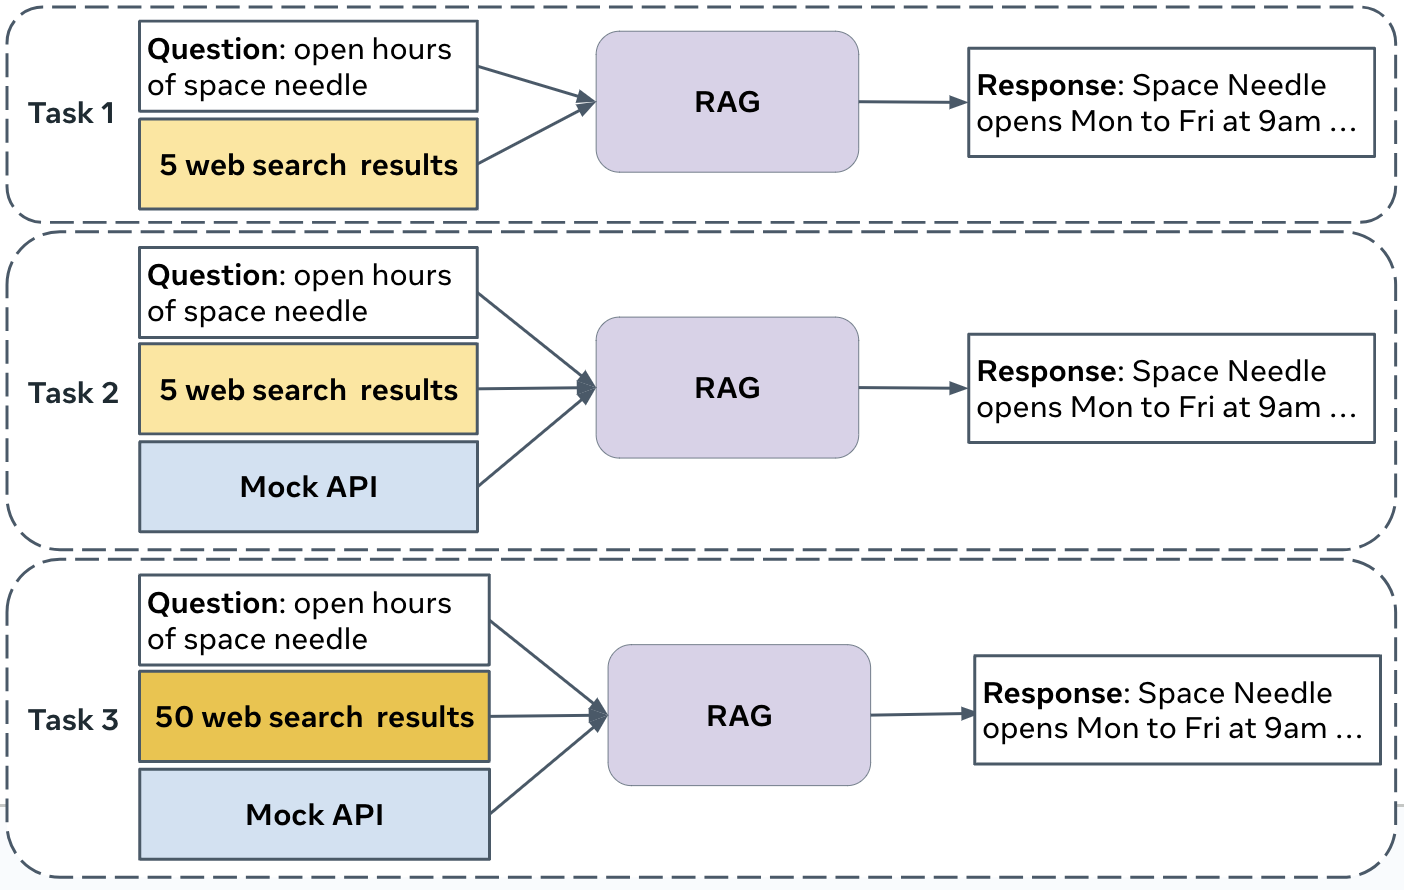 Task 1
Question: open hours
of space needle
5 web search results
RAG
Response: Space Needle
opens Mon to Fri at 9am ...
Task 2
Question: open hours
of space needle
5 web search results
Mock API
RAG
Response: Space Needle
opens Mon to Fri at 9am ...
Task 3
Question: open hours
of space needle
50 web search results
Mock API
RAG
Response: Space Needle
opens Mon to Fri at 9am ...